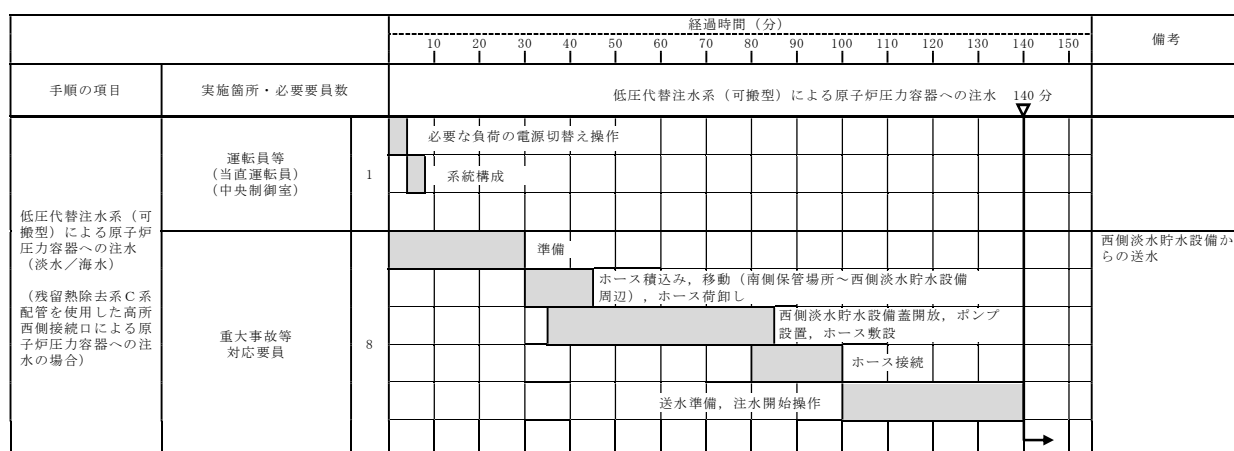 経過時間（分）
備考
10 20 30 40 50 60 70 80 90 100 110 120 130 140 150
手順の項目
実施箇所・必要要員数
低圧代替注水系（可搬型）による原子炉圧力容器への注水 140 分
低圧代替注水系（可
搬型）による原子炉
圧力容器への注水
（淡水／海水）
（残留熱除去系Ｃ系
配管を使用した高所
西側接続口による原
子炉圧力容器への注
水の場合）
運転員等
（当直運転員）
（中央制御室）
1
必要な負荷の電源切替え操作
系統構成
重大事故等
対応要員
8
準備
ホース積込み，移動（南側保管場所～西側淡水貯水設備
周辺），ホース荷卸し
西側淡水貯水設備蓋開放，ポンプ
設置，ホース敷設
ホース接続
送水準備，注水開始操作
西側淡水貯水設備か
らの送水